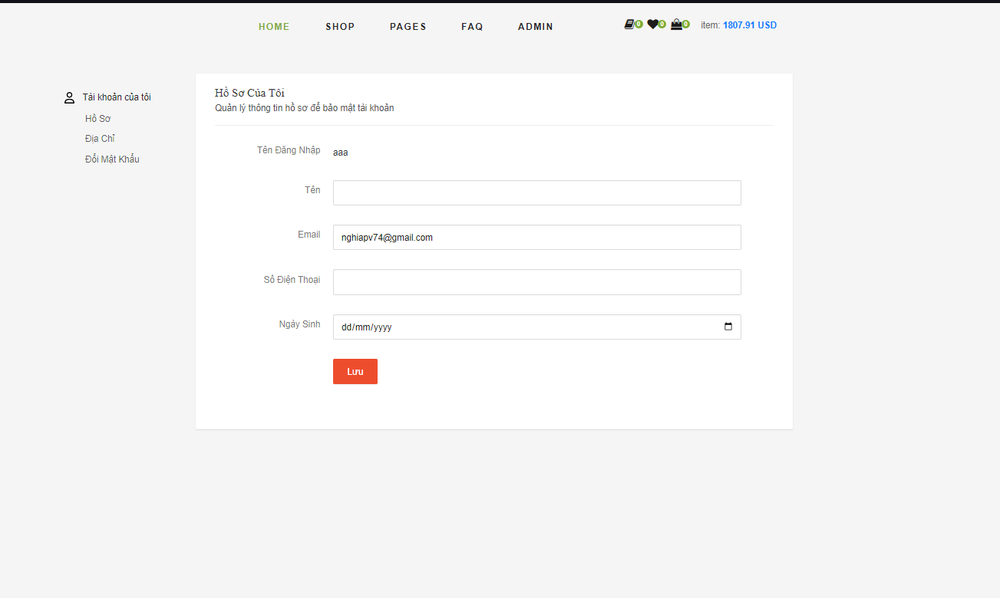 HOME SHOP PAGES FAQ ADMIN 0 0 0 item: 1807.91 USD
Tài khoản của tôi
Hồ Sơ
Địa Chỉ
Đổi Mật Khẩu
Hồ Sơ Của Tôi
Quản lý thông tin hồ sơ để bảo mật tài khoản
Tên Đăng Nhập aaa
Tên
Email nghiapv74@gmail.com
Số Điện Thoại
Ngày Sinh dd/mm/yyyy
Lưu